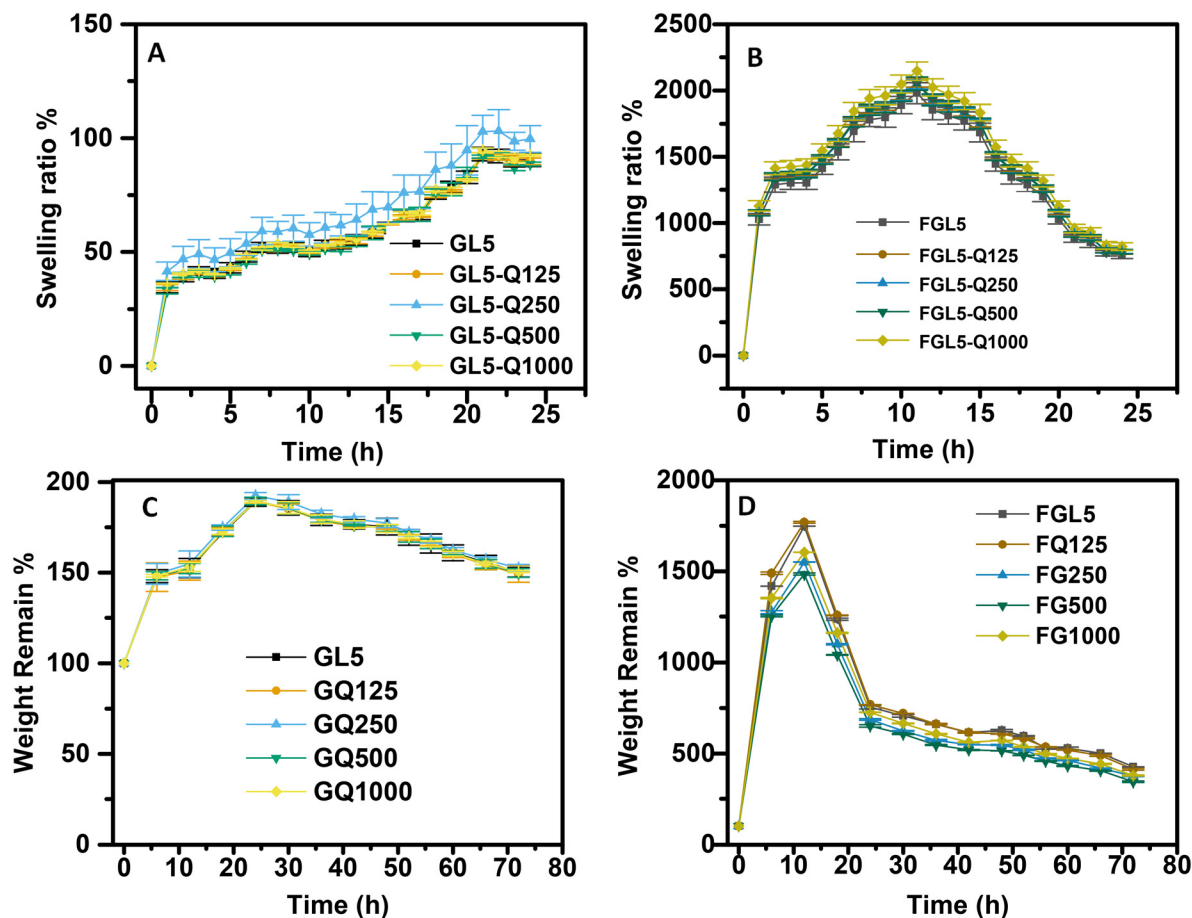 A
Swelling ratio %
150
100
50
0
GL5
GL5-Q125
GL5-Q250
GL5-Q500
GL5-Q1000
0 5 10 15 20 25
Time (h)
B
Swelling ratio %
2500
2000
1500
1000
500
0
FGL5
FGL5-Q125
FGL5-Q250
FGL5-Q500
FGL5-Q1000
0 5 10 15 20 25
Time (h)
C
Weight Remain %
200
150
100
50
0
GL5
GQ125
GQ250
GQ500
GQ1000
0 10 20 30 40 50 60 70 80
Time (h)
D
Weight Remain %
2000
1500
1000
500
0
FGL5
FQ125
FG250
FG500
FG1000
0 10 20 30 40 50 60 70 80
Time (h)